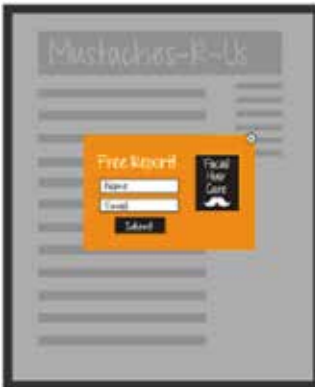 Mustaches-R-Us
Free Report
Name
Email
Submit
Facial
Hair
Care